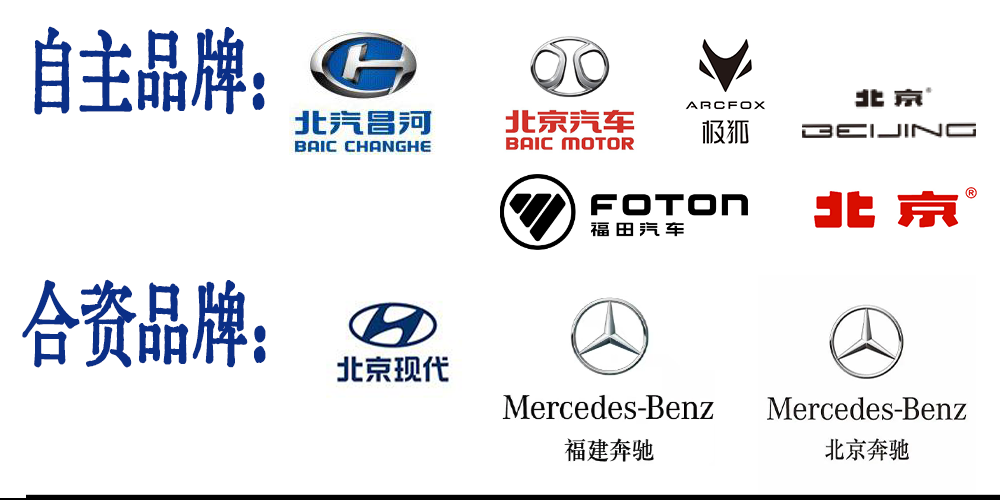 自主品牌:
北汽昌河
BAIC CHANGHE
北京汽车
BAIC MOTOR
ARCFOX
极狐
北京®
BEIJING
FOTON
福田汽车
北京®
合资品牌:
北京现代
Mercedes-Benz
福建奔驰
Mercedes-Benz
北京奔驰